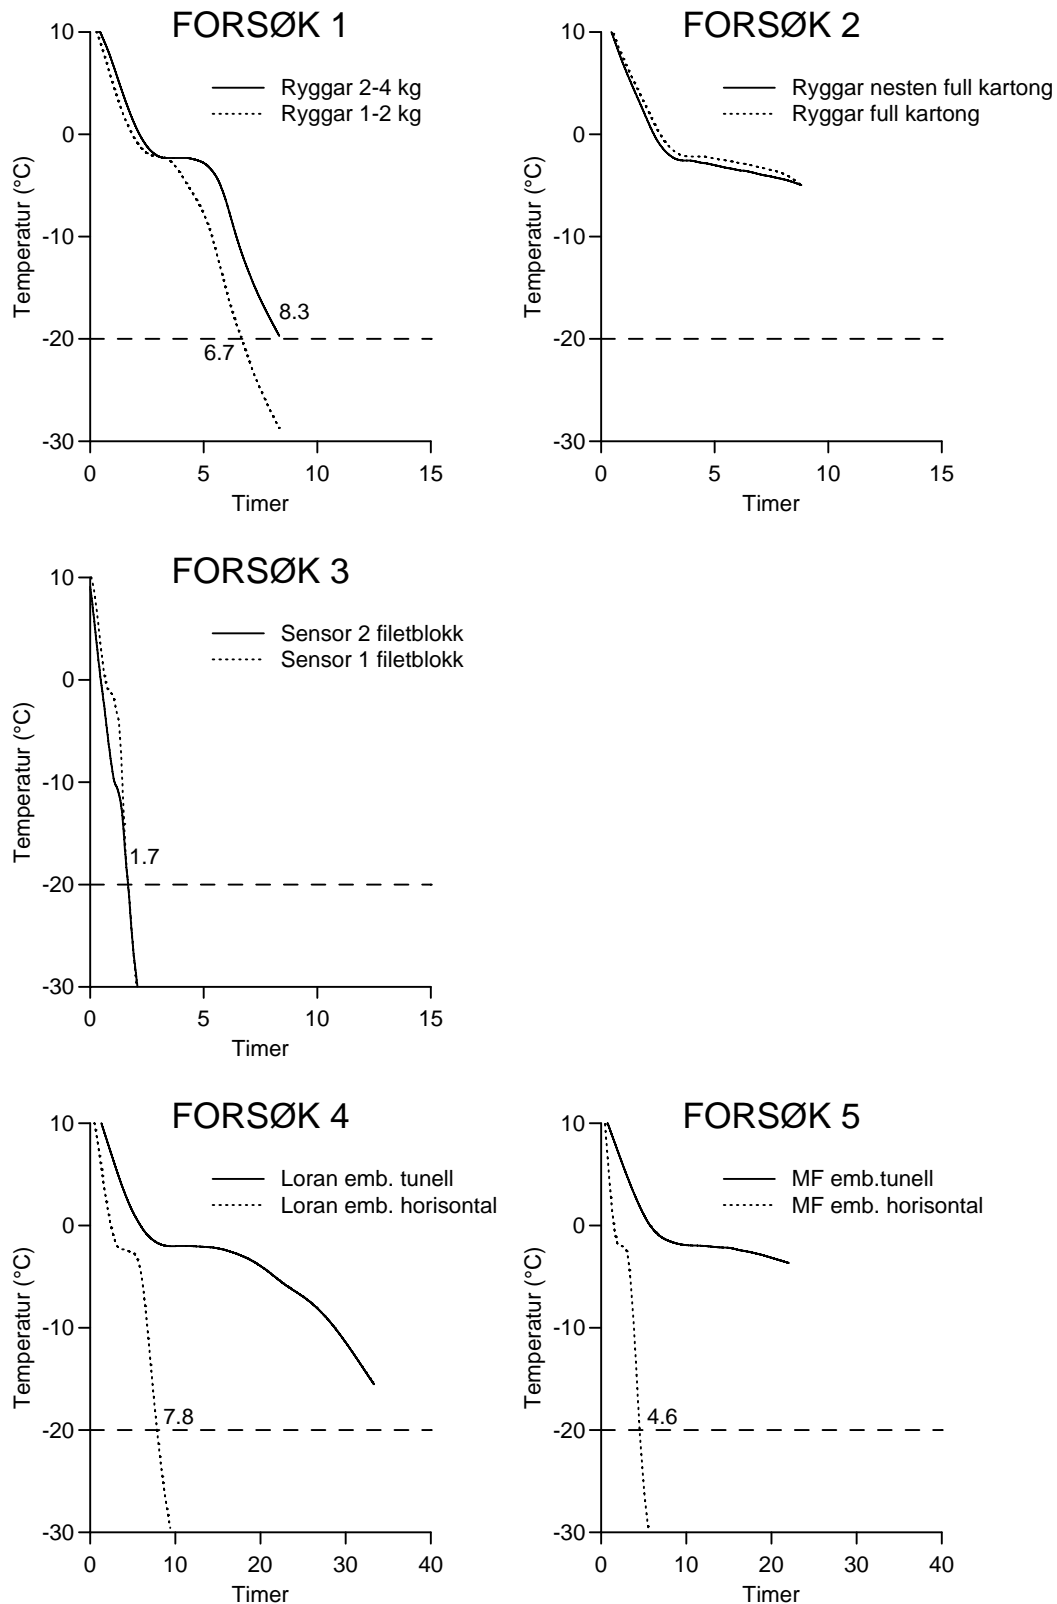 FORSØK 1
Ryggar 2-4 kg
Ryggar 1-2 kg
Temperatur (°C)
10
0
-10
-20
-30
8.3
6.7
0 5 10 15
Timer
FORSØK 2
Ryggar nesten full kartong
Ryggar full kartong
Temperatur (°C)
10
0
-10
-20
-30
0 5 10 15
Timer
FORSØK 3
Sensor 2 filetblokk
Sensor 1 filetblokk
Temperatur (°C)
10
0
-10
-20
-30
1.7
0 5 10 15
Timer
FORSØK 4
Loran emb. tunell
Loran emb. horisontal
Temperatur (°C)
10
0
-10
-20
-30
7.8
0 10 20 30 40
Timer
FORSØK 5
MF emb.tunell
MF emb. horisontal
Temperatur (°C)
10
0
-10
-20
-30
4.6
0 10 20 30 40
Timer